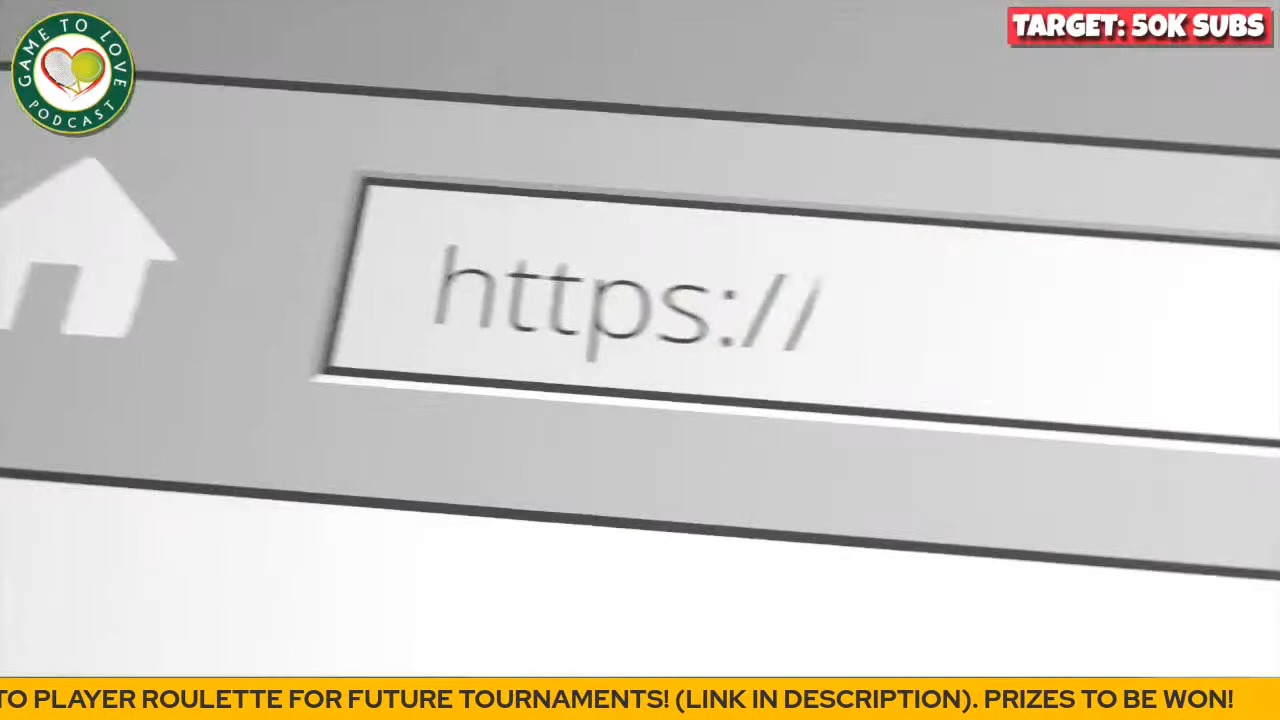 GAME TO LOVE
PODCAST
TARGET: 50K SUBS
https://
TO PLAYER ROULETTE FOR FUTURE TOURNAMENTS! (LINK IN DESCRIPTION). PRIZES TO BE WON!